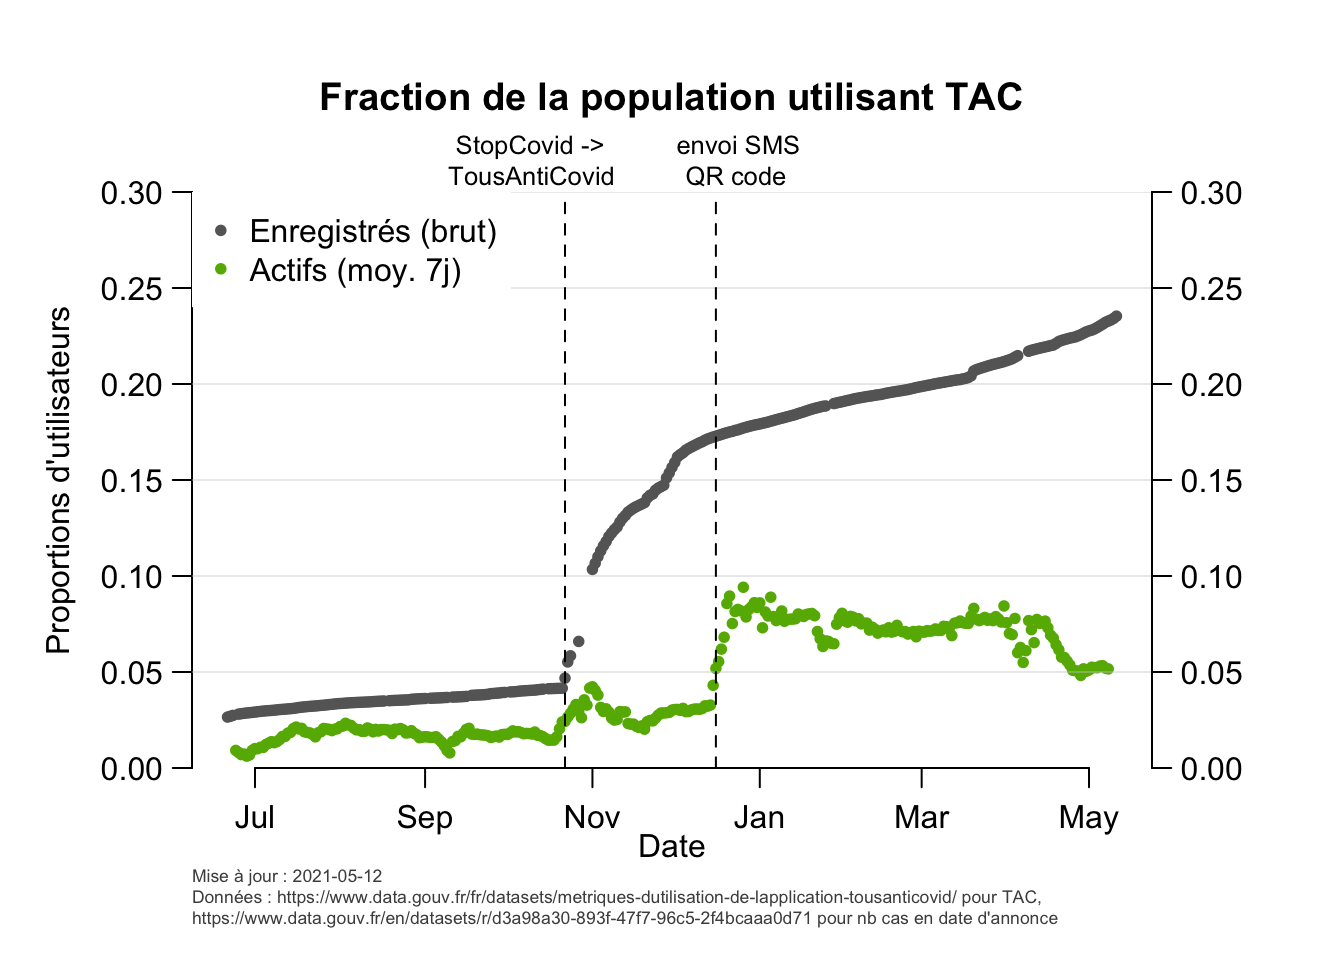 Fraction de la population utilisant TAC
StopCovid ->
TousAntiCovid
envoi SMS
QR code
Enregistrés (brut)
Actifs (moy. 7j)
Proportions d'utilisateurs
0.30
0.25
0.20
0.15
0.10
0.05
0.00
0.30
0.25
0.20
0.15
0.10
0.05
0.00
Jul
Sep
Nov
Jan
Mar
May
Date
Mise à jour : 2021-05-12
Données : https://www.data.gouv.fr/fr/datasets/metriques-dutilisation-de-lapplication-tousanticovid/ pour TAC,
https://www.data.gouv.fr/en/datasets/r/d3a98a30-893f-47f7-96c5-2f4bcaaa0d71 pour nb cas en date d'annonce